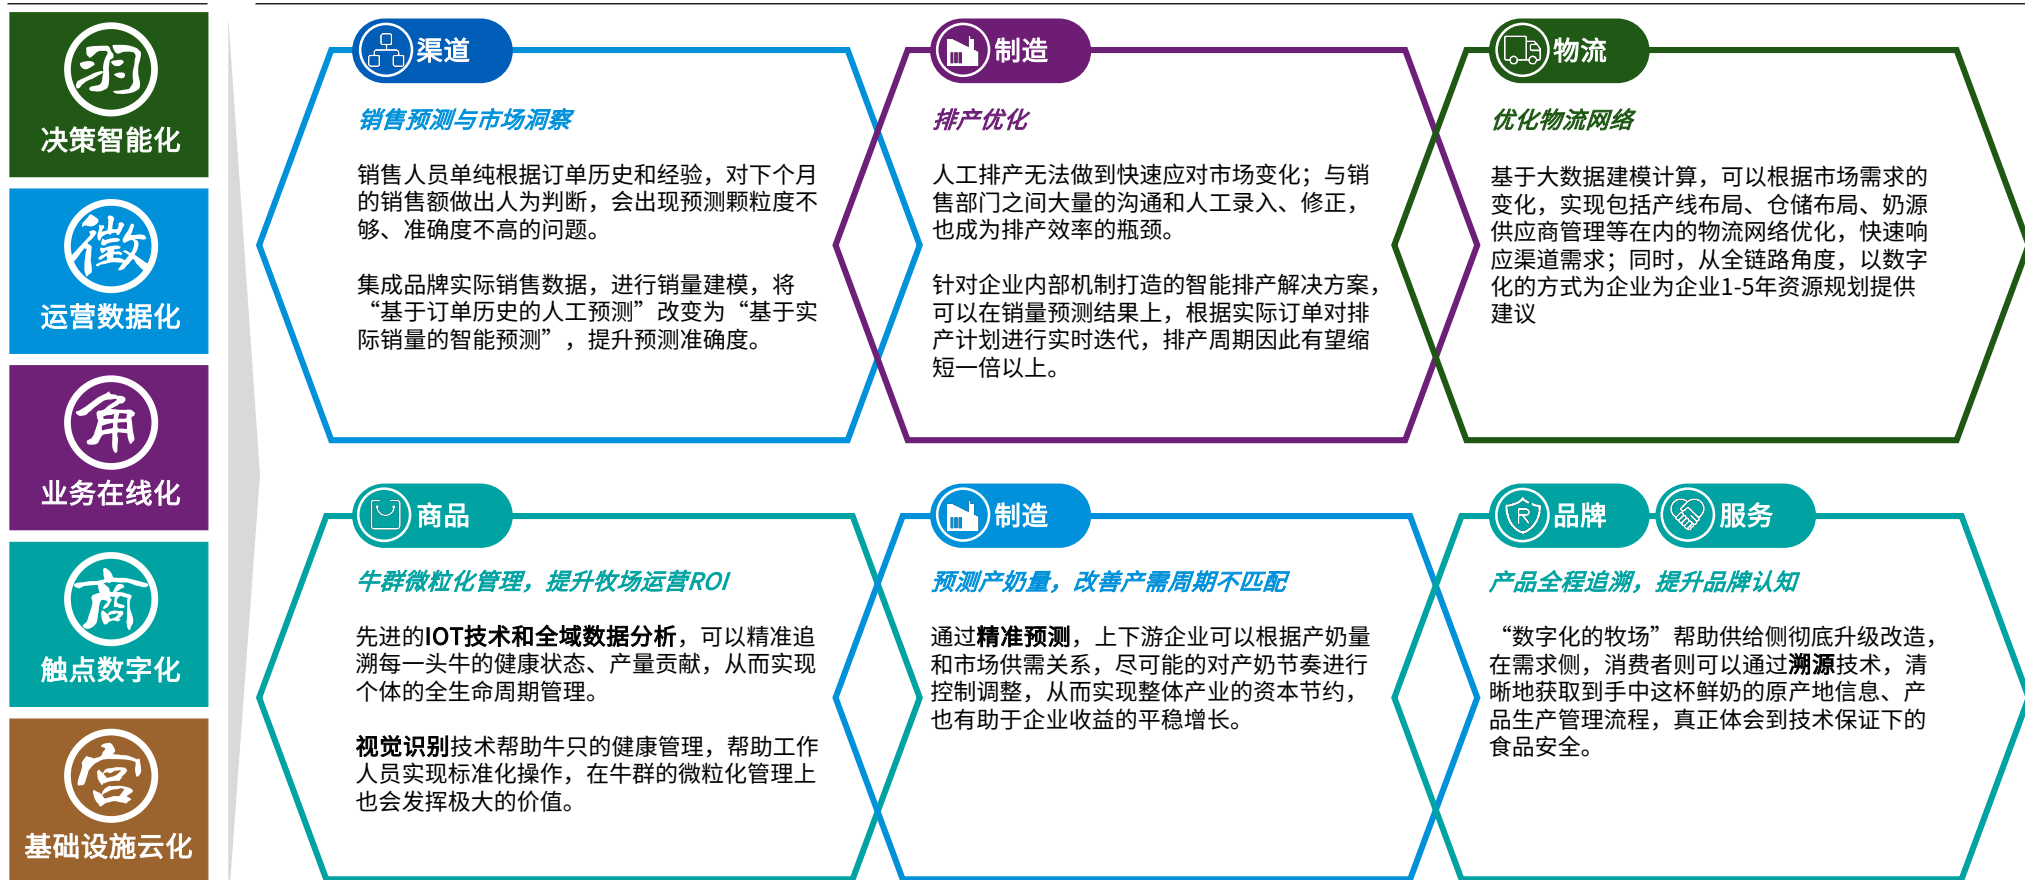 羽
决策智能化
徵
运营数据化
角
业务在线化
商
触点数字化
宫
基础设施云化
渠道
销售预测与市场洞察
销售人员单纯根据订单历史和经验，对下个月
的销售额做出人为判断，会出现预测颗粒度不
够、准确度不高的问题。
集成品牌实际销售数据，进行销量建模，将
“基于订单历史的人工预测”改变为“基于实
际销量的智能预测”，提升预测准确度。
制造
排产优化
人工排产无法做到快速应对市场变化；与销
售部门之间大量的沟通和人工录入、修正，
也成为排产效率的瓶颈。
针对企业内部机制打造的智能排产解决方案，
可以在销量预测结果上，根据实际订单对排
产计划进行实时迭代，排产周期因此有望缩
短一倍以上。
物流
优化物流网络
基于大数据建模计算，可以根据市场需求的
变化，实现包括产线布局、仓储布局、奶源
供应商管理等在内的物流网络优化，快速响
应渠道需求；同时，从全链路角度，以数字
化的方式为企业为企业1-5年资源规划提供
建议
商品
牛群微粒化管理，提升牧场运营ROI
先进的IOT技术和全域数据分析，可以精准追
溯每一头牛的健康状态、产量贡献，从而实现
个体的全生命周期管理。
视觉识别技术帮助牛只的健康管理，帮助工作
人员实现标准化操作，在牛群的微粒化管理上
也会发挥极大的价值。
制造
预测产奶量，改善产需周期不匹配
通过精准预测，上下游企业可以根据产奶量
和市场供需关系，尽可能的对产奶节奏进行
控制调整，从而实现整体产业的资本节约，
也有助于企业收益的平稳增长。
R
品牌
服务
产品全程追溯，提升品牌认知
“数字化的牧场”帮助供给侧彻底升级改造，
在需求侧，消费者则可以通过溯源技术，清
晰地获取到手中这杯鲜奶的原产地信息、产
品生产管理流程，真正体会到技术保证下的
食品安全。